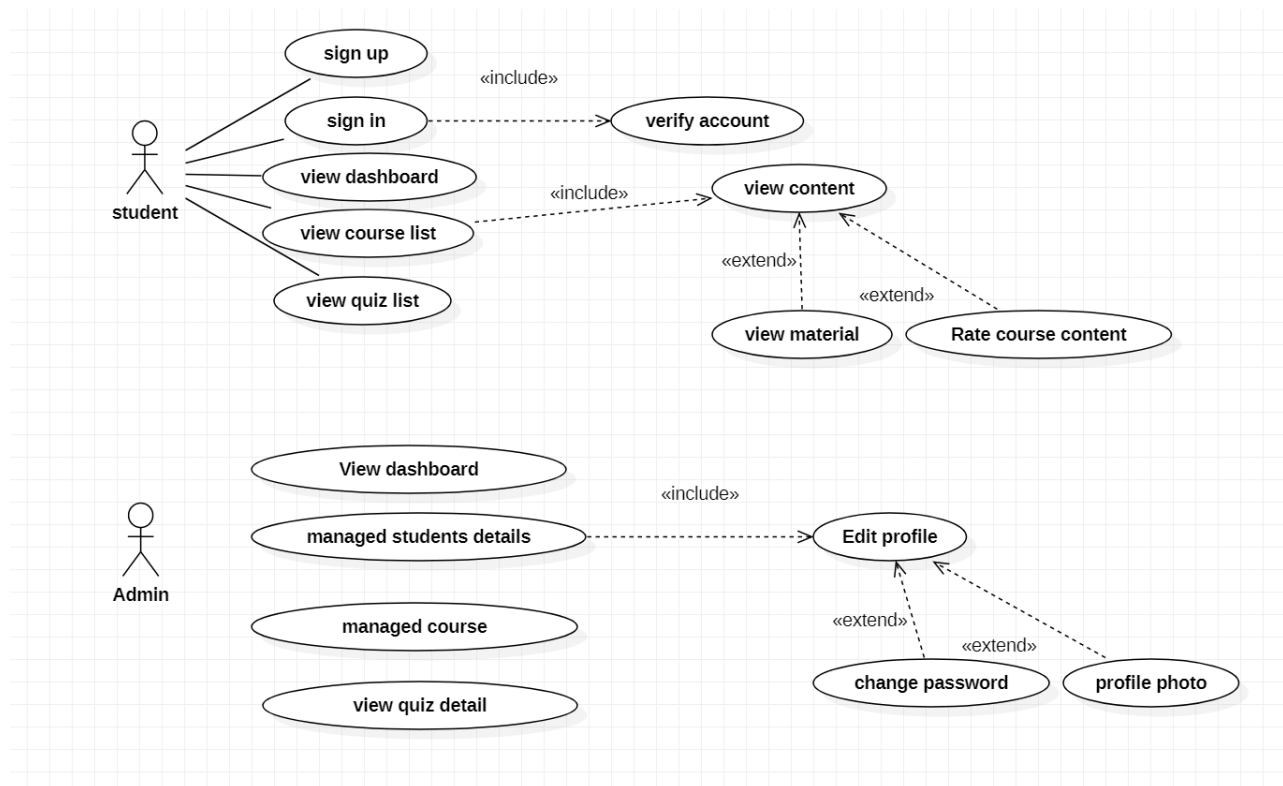 sign up
«include»
sign in
verify account
view dashboard
view content
«include»
student
view course list
«extend»
«extend»
view quiz list
view material
Rate course content
View dashboard
«include»
managed students details
Edit profile
Admin
«extend»
managed course
«extend»
change password
profile photo
view quiz detail